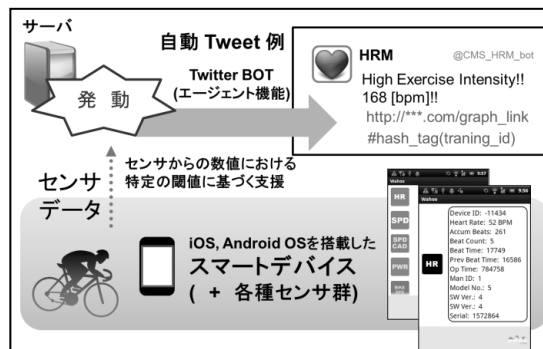 サーバ
自動 Tweet 例
Twitter BOT
(エージェント機能)
発 動
HRM
@CMS_HRM_bot
High Exercise Intensity!!
168 [bpm]!!
http://***.com/graph_link
#hash_tag(traning_id)
センサからの数値における
特定の閾値に基づく支援
センサ
データ
iOS, Android OSを搭載した
スマートデバイス
( + 各種センサ群)
9:57
Wahoo
HR
SPD
SPD
CAD
PWR
9:56
Wahoo
HR
Device ID: -11434
Heart Rate: 52 BPM
Accum Beats: 261
Beat Count: 5
Beat Time: 17749
Prev Beat Time: 16586
Op Time: 784758
Man ID: 1
Model No.: 5
SW Ver.: 4
SW Ver.: 4
Serial: 1572864